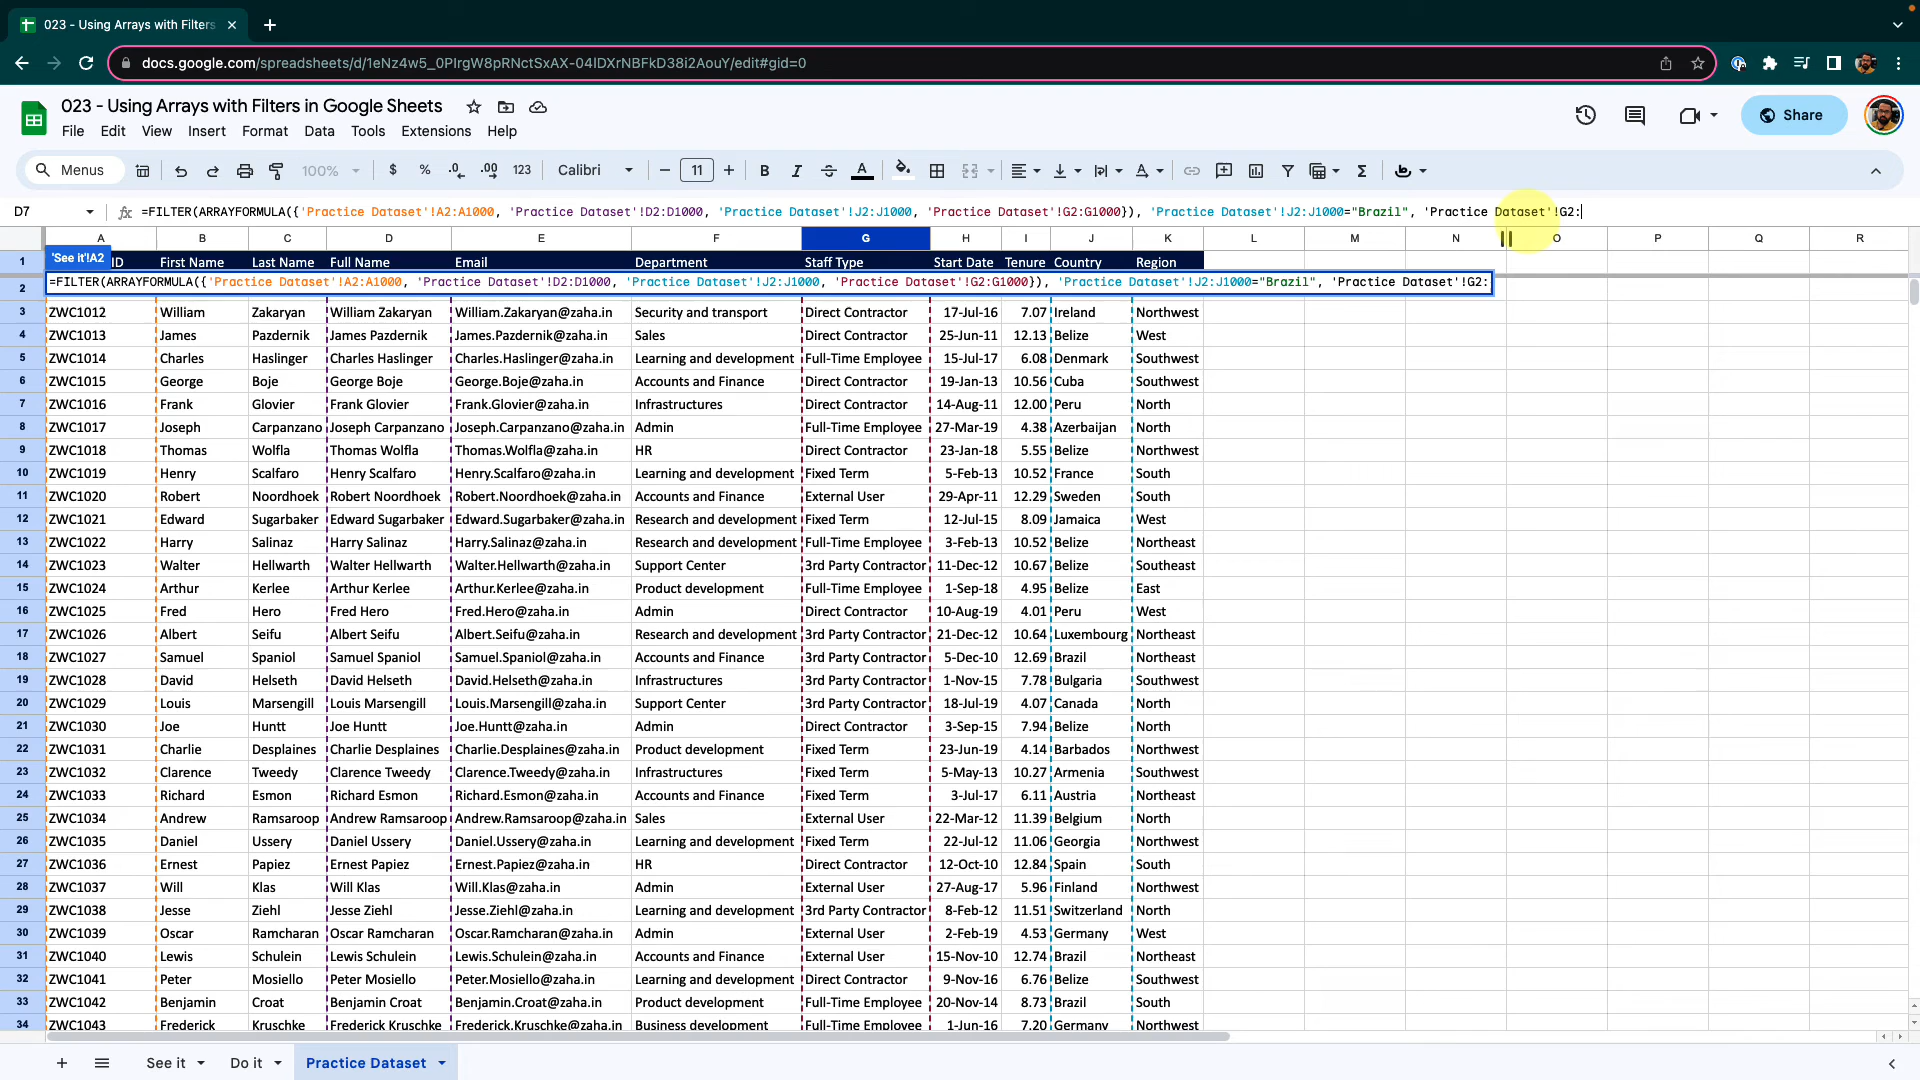 023 - Using Arrays with Filters
docs.google.com/spreadsheets/d/1eNz4w5_0PIrgW8pRNctSxAX-04lDXrNBFkD38i2AouY/edit#gid=0
023 - Using Arrays with Filters in Google Sheets
File Edit View Insert Format Data Tools Extensions Help
Share
Menus 100% $ % .0 .00 123 Calibri 11 B I A
D7 fx =FILTER(ARRAYFORMULA({'Practice Dataset'!A2:A1000, 'Practice Dataset'!D2:D1000, 'Practice Dataset'!J2:J1000, 'Practice Dataset'!G2:G1000}), 'Practice Dataset'!J2:J1000="Brazil", 'Practice Dataset'!G2:
A B C D E F G H I J K L M N O P Q R
'See it'!A2
1 ID First Name Last Name Full Name Email Department Staff Type Start Date Tenure Country Region
2 =FILTER(ARRAYFORMULA({'Practice Dataset'!A2:A1000, 'Practice Dataset'!D2:D1000, 'Practice Dataset'!J2:J1000, 'Practice Dataset'!G2:G1000}), 'Practice Dataset'!J2:J1000="Brazil", 'Practice Dataset'!G2:
3 ZWC1012 William Zakaryan William Zakaryan William.Zakaryan@zaha.in Security and transport Direct Contractor 17-Jul-16 7.07 Ireland Northwest
4 ZWC1013 James Pazdernik James Pazdernik James.Pazdernik@zaha.in Sales Direct Contractor 25-Jun-11 12.13 Belize West
5 ZWC1014 Charles Haslinger Charles Haslinger Charles.Haslinger@zaha.in Learning and development Full-Time Employee 15-Jul-17 6.08 Denmark Southwest
6 ZWC1015 George Boje George Boje George.Boje@zaha.in Accounts and Finance Direct Contractor 19-Jan-13 10.56 Cuba Southwest
7 ZWC1016 Frank Glovier Frank Glovier Frank.Glovier@zaha.in Infrastructures Direct Contractor 14-Aug-11 12.00 Peru North
8 ZWC1017 Joseph Carpanzano Joseph Carpanzano Joseph.Carpanzano@zaha.in Admin Full-Time Employee 27-Mar-19 4.38 Azerbaijan North
9 ZWC1018 Thomas Wolfla Thomas Wolfla Thomas.Wolfla@zaha.in HR Direct Contractor 23-Jan-18 5.55 Belize Northwest
10 ZWC1019 Henry Scalfaro Henry Scalfaro Henry.Scalfaro@zaha.in Learning and development Fixed Term 5-Feb-13 10.52 France South
11 ZWC1020 Robert Noordhoek Robert Noordhoek Robert.Noordhoek@zaha.in Accounts and Finance External User 29-Apr-11 12.29 Sweden South
12 ZWC1021 Edward Sugarbaker Edward Sugarbaker Edward.Sugarbaker@zaha.in Research and development Fixed Term 12-Jul-15 8.09 Jamaica West
13 ZWC1022 Harry Salinaz Harry Salinaz Harry.Salinaz@zaha.in Research and development Full-Time Employee 3-Feb-13 10.52 Belize Northeast
14 ZWC1023 Walter Hellwarth Walter Hellwarth Walter.Hellwarth@zaha.in Support Center 3rd Party Contractor 11-Dec-12 10.67 Belize Southeast
15 ZWC1024 Arthur Kerlee Arthur Kerlee Arthur.Kerlee@zaha.in Product development Full-Time Employee 1-Sep-18 4.95 Belize East
16 ZWC1025 Fred Hero Fred Hero Fred.Hero@zaha.in Admin Direct Contractor 10-Aug-19 4.01 Peru West
17 ZWC1026 Albert Seifu Albert Seifu Albert.Seifu@zaha.in Research and development 3rd Party Contractor 21-Dec-12 10.64 Luxembourg Northeast
18 ZWC1027 Samuel Spaniol Samuel Spaniol Samuel.Spaniol@zaha.in Accounts and Finance 3rd Party Contractor 5-Dec-10 12.69 Brazil Northeast
19 ZWC1028 David Helseth David Helseth David.Helseth@zaha.in Infrastructures 3rd Party Contractor 1-Nov-15 7.78 Bulgaria Southwest
20 ZWC1029 Louis Marsengill Louis Marsengill Louis.Marsengill@zaha.in Support Center 3rd Party Contractor 18-Jul-19 4.07 Canada North
21 ZWC1030 Joe Huntt Joe Huntt Joe.Huntt@zaha.in Admin Direct Contractor 3-Sep-15 7.94 Belize North
22 ZWC1031 Charlie Desplaines Charlie Desplaines Charlie.Desplaines@zaha.in Product development Fixed Term 23-Jun-19 4.14 Barbados Northwest
23 ZWC1032 Clarence Tweedy Clarence Tweedy Clarence.Tweedy@zaha.in Infrastructures Fixed Term 5-May-13 10.27 Armenia Southwest
24 ZWC1033 Richard Esmon Richard Esmon Richard.Esmon@zaha.in Accounts and Finance Fixed Term 3-Jul-17 6.11 Austria Northeast
25 ZWC1034 Andrew Ramsaroop Andrew Ramsaroop Andrew.Ramsaroop@zaha.in Sales External User 22-Mar-12 11.39 Belgium North
26 ZWC1035 Daniel Ussery Daniel Ussery Daniel.Ussery@zaha.in Learning and development Fixed Term 22-Jul-12 11.06 Georgia Northwest
27 ZWC1036 Ernest Papiez Ernest Papiez Ernest.Papiez@zaha.in HR Direct Contractor 12-Oct-10 12.84 Spain South
28 ZWC1037 Will Klas Will Klas Will.Klas@zaha.in Admin External User 27-Aug-17 5.96 Finland Northwest
29 ZWC1038 Jesse Ziehl Jesse Ziehl Jesse.Ziehl@zaha.in Learning and development 3rd Party Contractor 8-Feb-12 11.51 Switzerland North
30 ZWC1039 Oscar Ramcharan Oscar Ramcharan Oscar.Ramcharan@zaha.in Admin External User 2-Feb-19 4.53 Germany West
31 ZWC1040 Lewis Schulein Lewis Schulein Lewis.Schulein@zaha.in Accounts and Finance External User 15-Nov-10 12.74 Brazil Northeast
32 ZWC1041 Peter Mosiello Peter Mosiello Peter.Mosiello@zaha.in Learning and development Direct Contractor 9-Nov-16 6.76 Belize Southwest
33 ZWC1042 Benjamin Croat Benjamin Croat Benjamin.Croat@zaha.in Product development Full-Time Employee 20-Nov-14 8.73 Brazil South
34 ZWC1043 Frederick Kruschke Frederick Kruschke Frederick.Kruschke@zaha.in Business development Full-Time Employee 1-Jun-16 7.20 Germany Northwest
See it Do it Practice Dataset